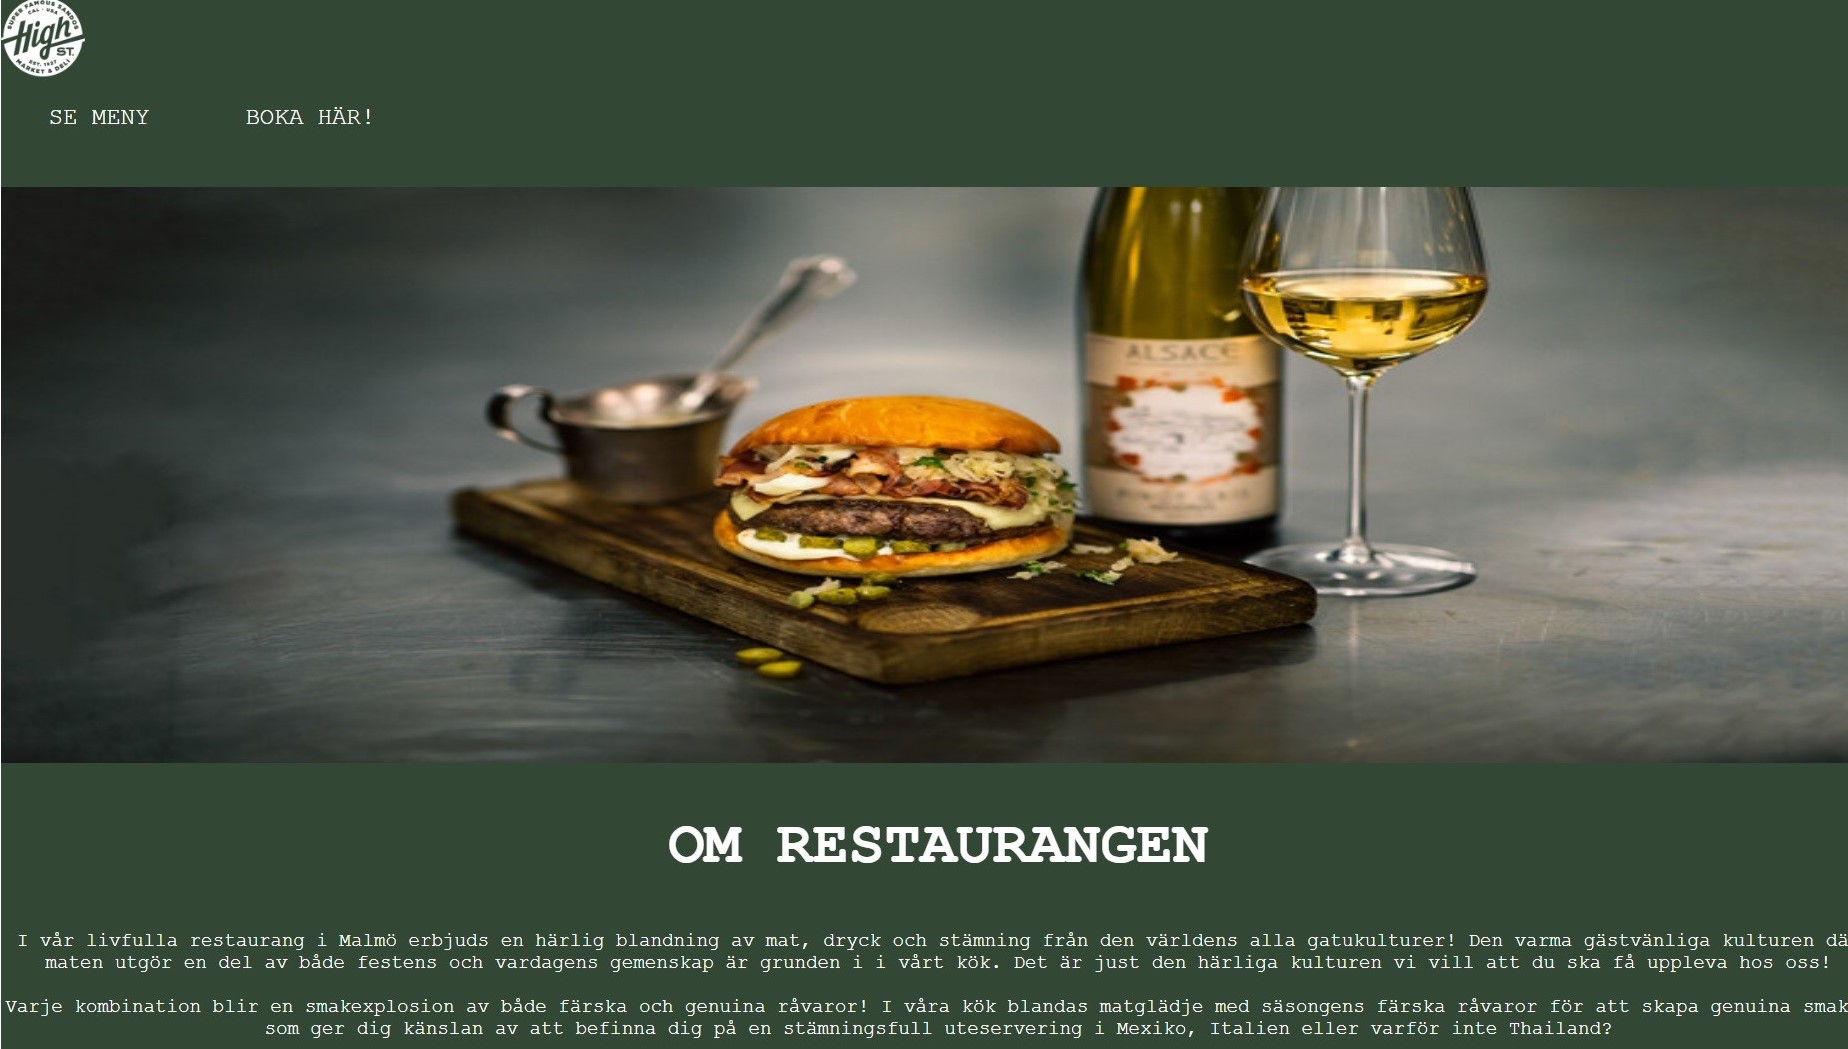 SUPER FAMOUS SANDOS
CAL - USA
High
ST.
EST. 1937
MARKET & DELI
SE MENY
BOKA HÄR!
ALSACE
OM RESTAURANGEN
I vår livfulla restaurang i Malmö erbjuds en härlig blandning av mat, dryck och stämning från den världens alla gatukulturer! Den varma gästvänliga kulturen dä
maten utgör en del av både festens och vardagens gemenskap är grunden i i vårt kök. Det är just den härliga kulturen vi vill att du ska få uppleva hos oss!
Varje kombination blir en smakexplosion av både färska och genuina råvaror! I våra kök blandas matglädje med säsongens färska råvaror för att skapa genuina smak
som ger dig känslan av att befinna dig på en stämningsfull uteservering i Mexiko, Italien eller varför inte Thailand?